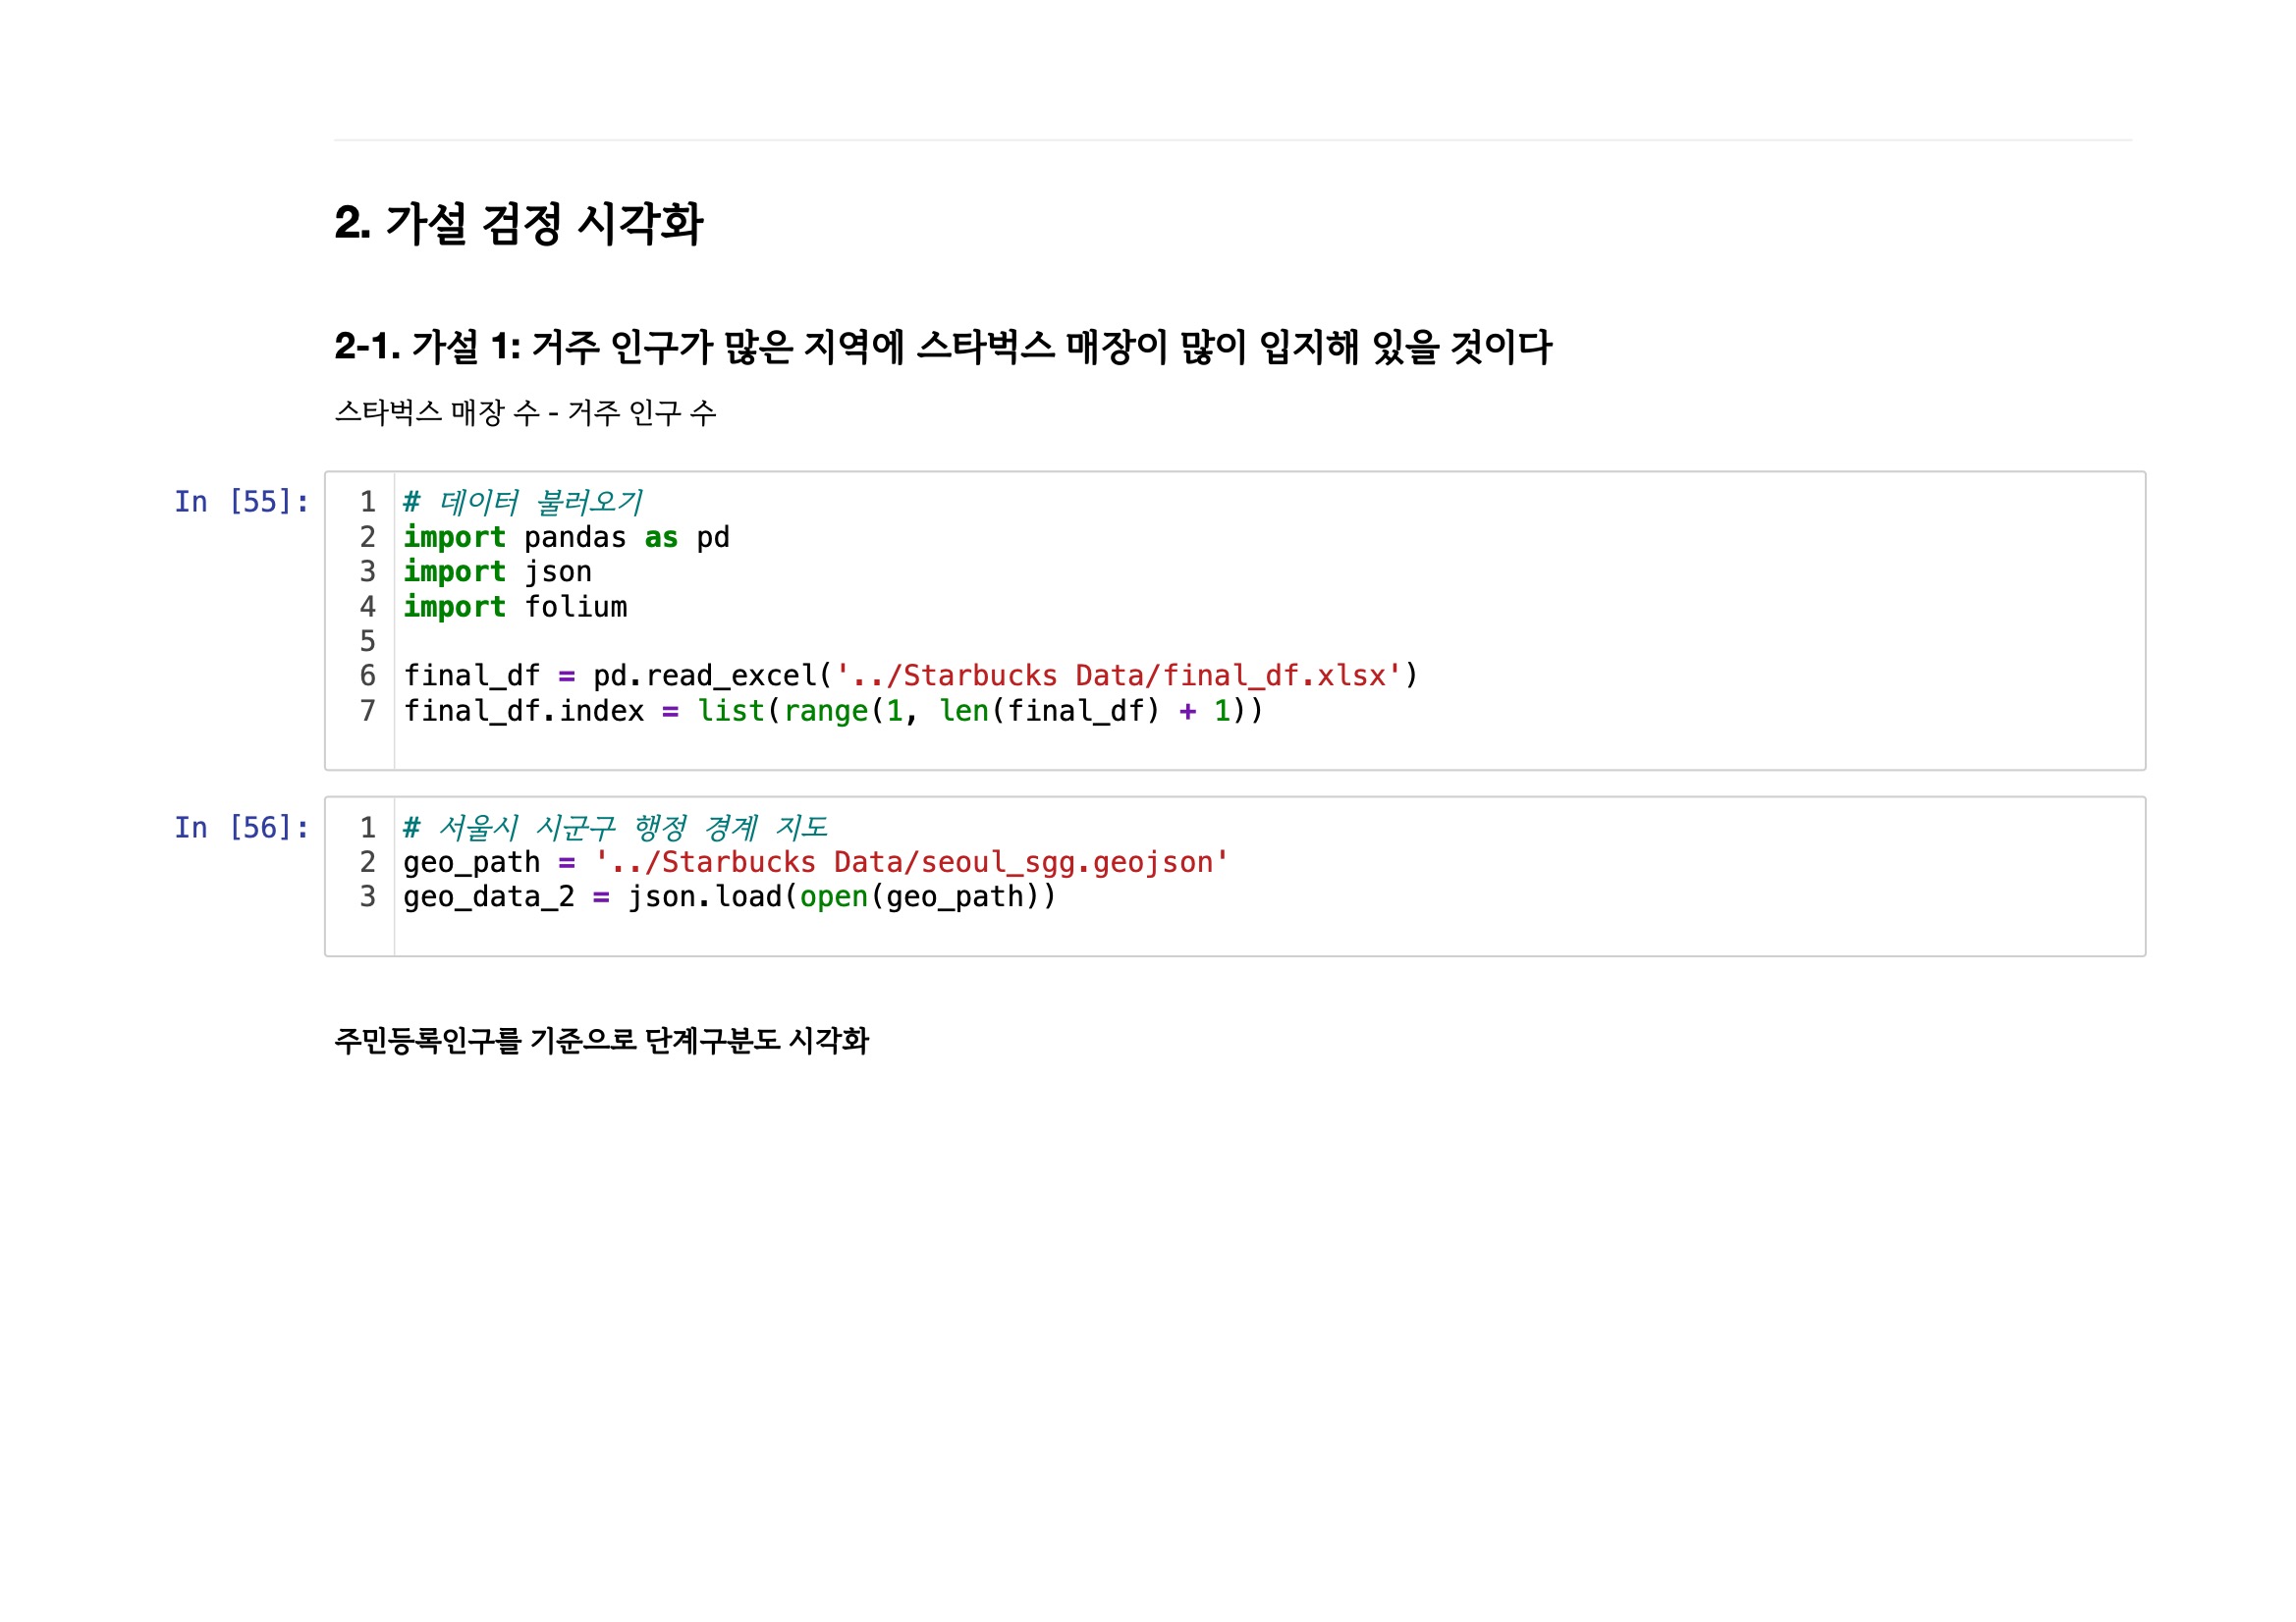 2. 가설 검정 시각화
2-1. 가설 1: 거주 인구가 많은 지역에 스타벅스 매장이 많이 입지해 있을 것이다
스타벅스 매장 수 - 거주 인구 수
In [55]:
1 # 데이터 불러오기
2 import pandas as pd
3 import json
4 import folium
5
6 final_df = pd.read_excel('../Starbucks Data/final_df.xlsx')
7 final_df.index = list(range(1, len(final_df) + 1))
In [56]:
1 # 서울시 시군구 행정 경계 지도
2 geo_path = '../Starbucks Data/seoul_sgg.geojson'
3 geo_data_2 = json.load(open(geo_path))
주민등록인구를 기준으로 단계구분도 시각화